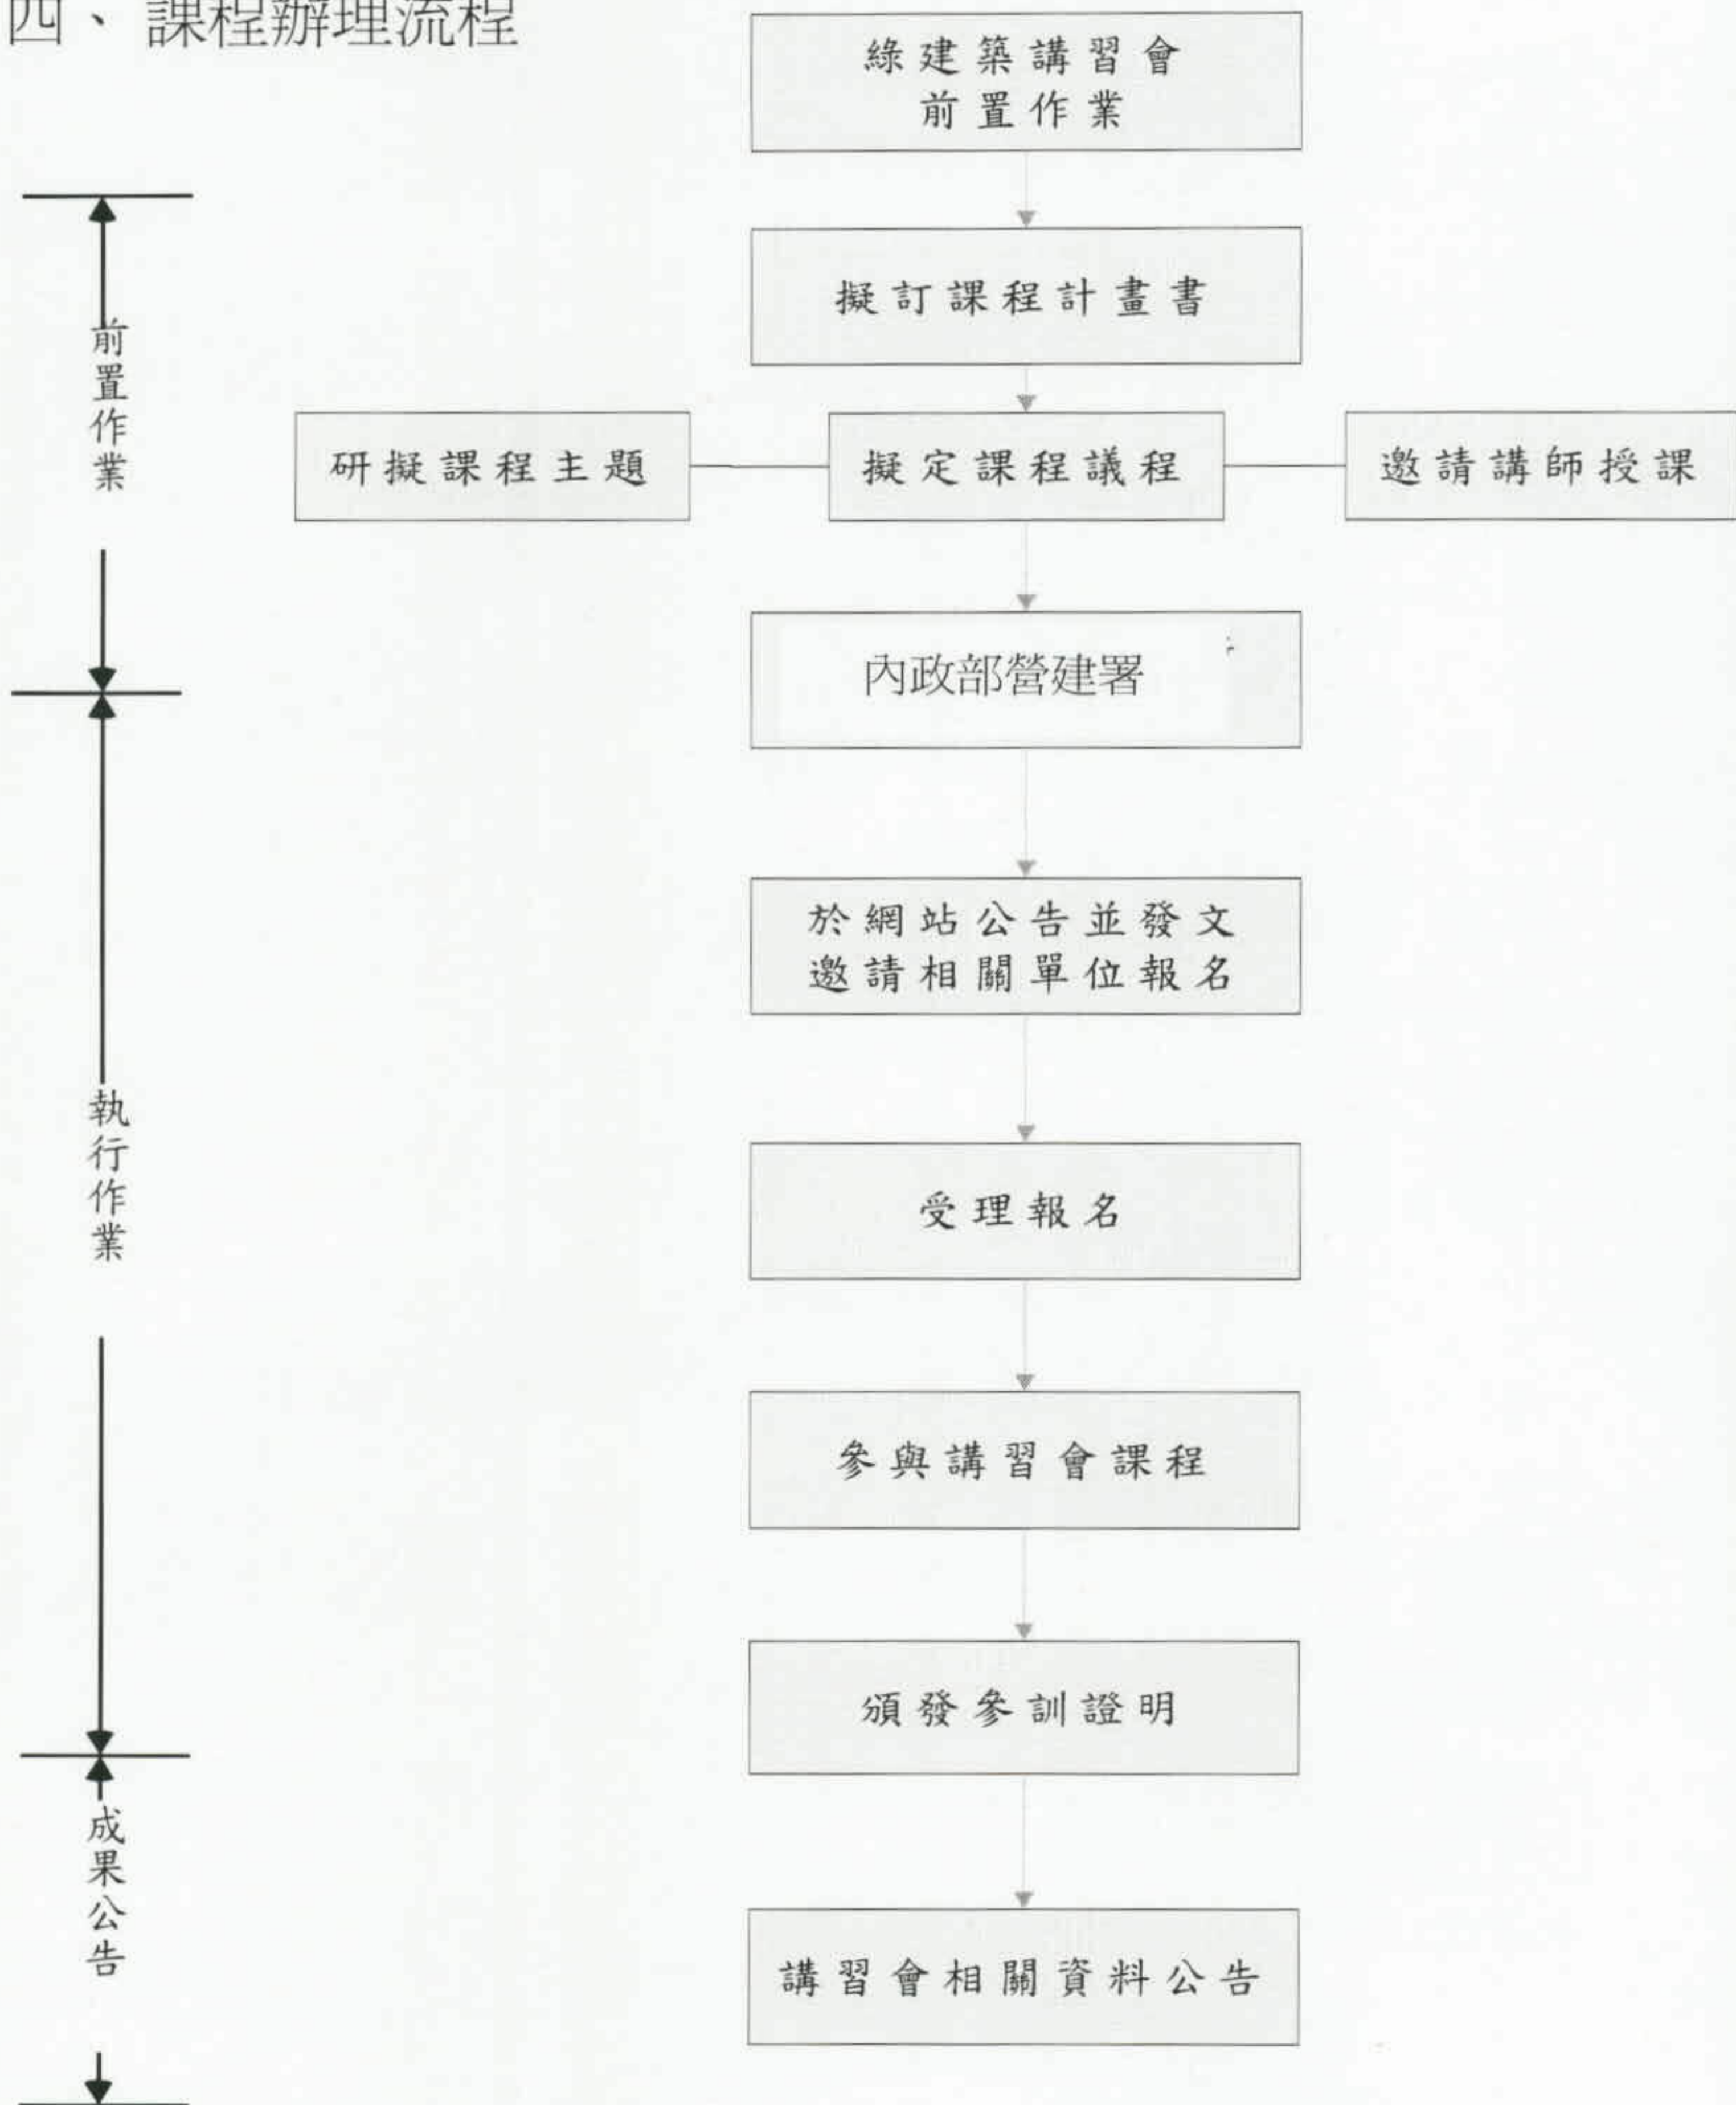 四、課程辦理流程
綠建築講習會
前置作業
擬訂課程計畫書
前置作業
研擬課程主題
擬定課程議程
邀請講師授課
內政部營建署
於網站公告並發文
邀請相關單位報名
執行作業
受理報名
參與講習會課程
頒發參訓證明
成果公告
講習會相關資料公告